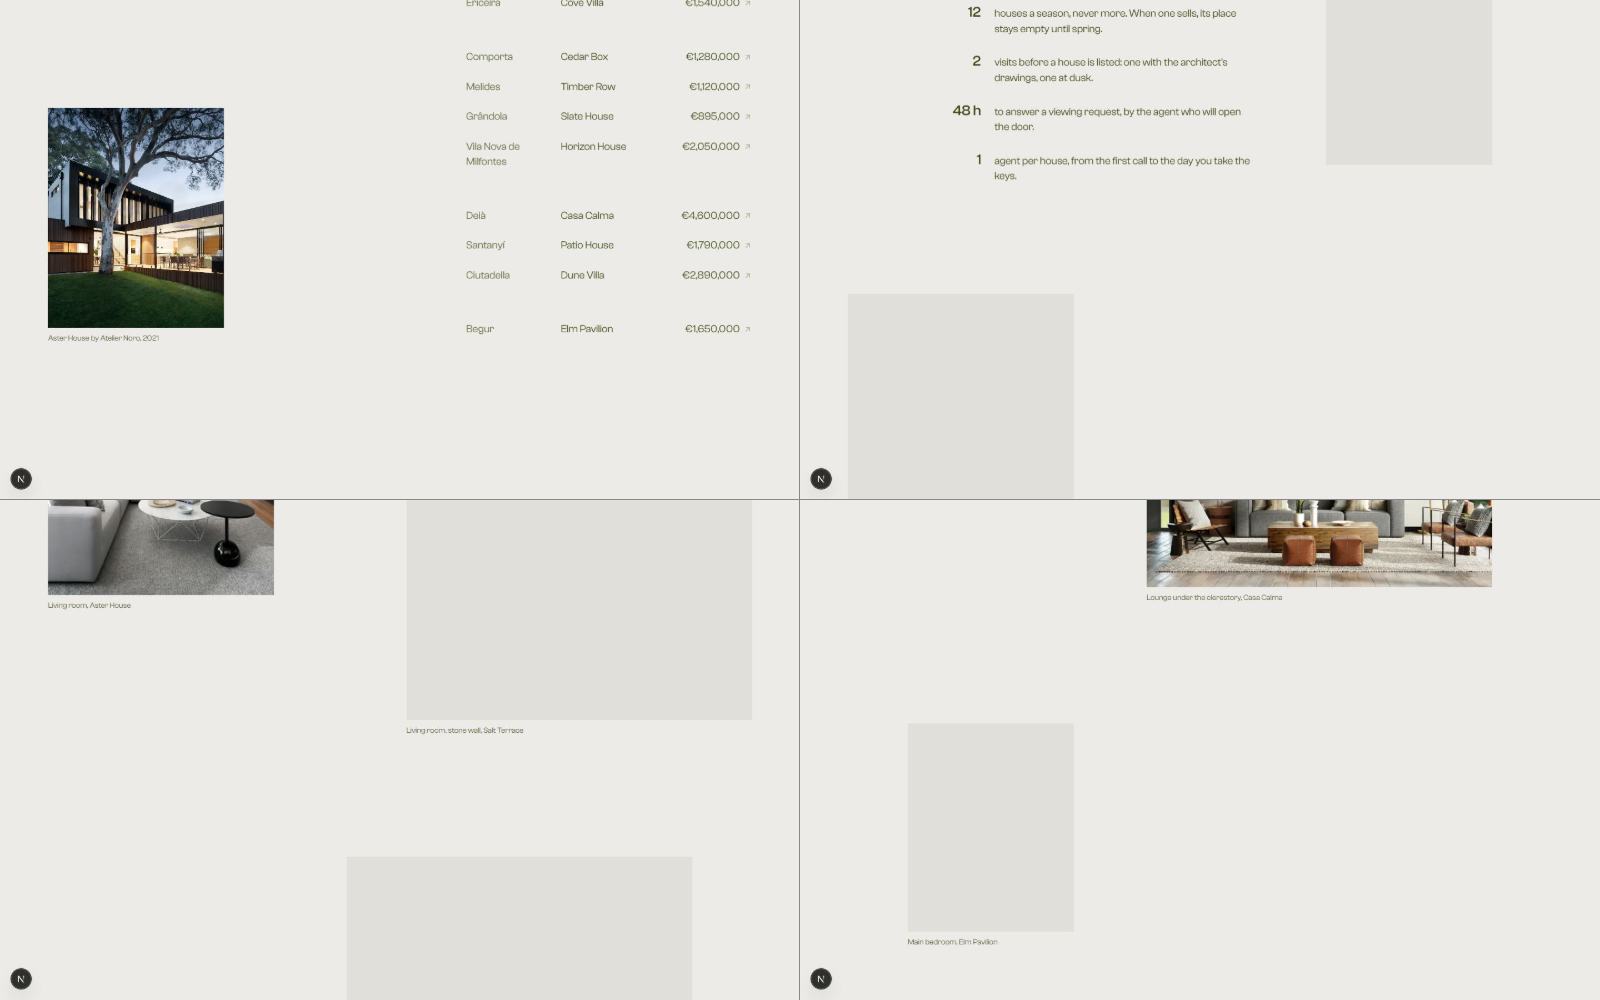 Ericeira Cove Villa €1,540,000 ↗
Comporta Cedar Box €1,280,000 ↗
Melides Timber Row €1,120,000 ↗
Grândola Slate House €895,000 ↗
Vila Nova de Horizon House €2,050,000 ↗
Milfontes
Deià Casa Calma €4,600,000 ↗
Santanyí Patio House €1,790,000 ↗
Ciutadella Dune Villa €2,890,000 ↗
Begur Elm Pavilion €1,650,000 ↗
Aster House by Atelier Noro, 2021
N
12 houses a season, never more. When one sells, its place
stays empty until spring.
2 visits before a house is listed: one with the architect's
drawings, one at dusk.
48 h to answer a viewing request, by the agent who will open
the door.
1 agent per house, from the first call to the day you take the
keys.
N
Living room, Aster House
Living room, stone wall, Salt Terrace
N
Lounge under the clerestory, Casa Calma
Main bedroom, Elm Pavilion
N